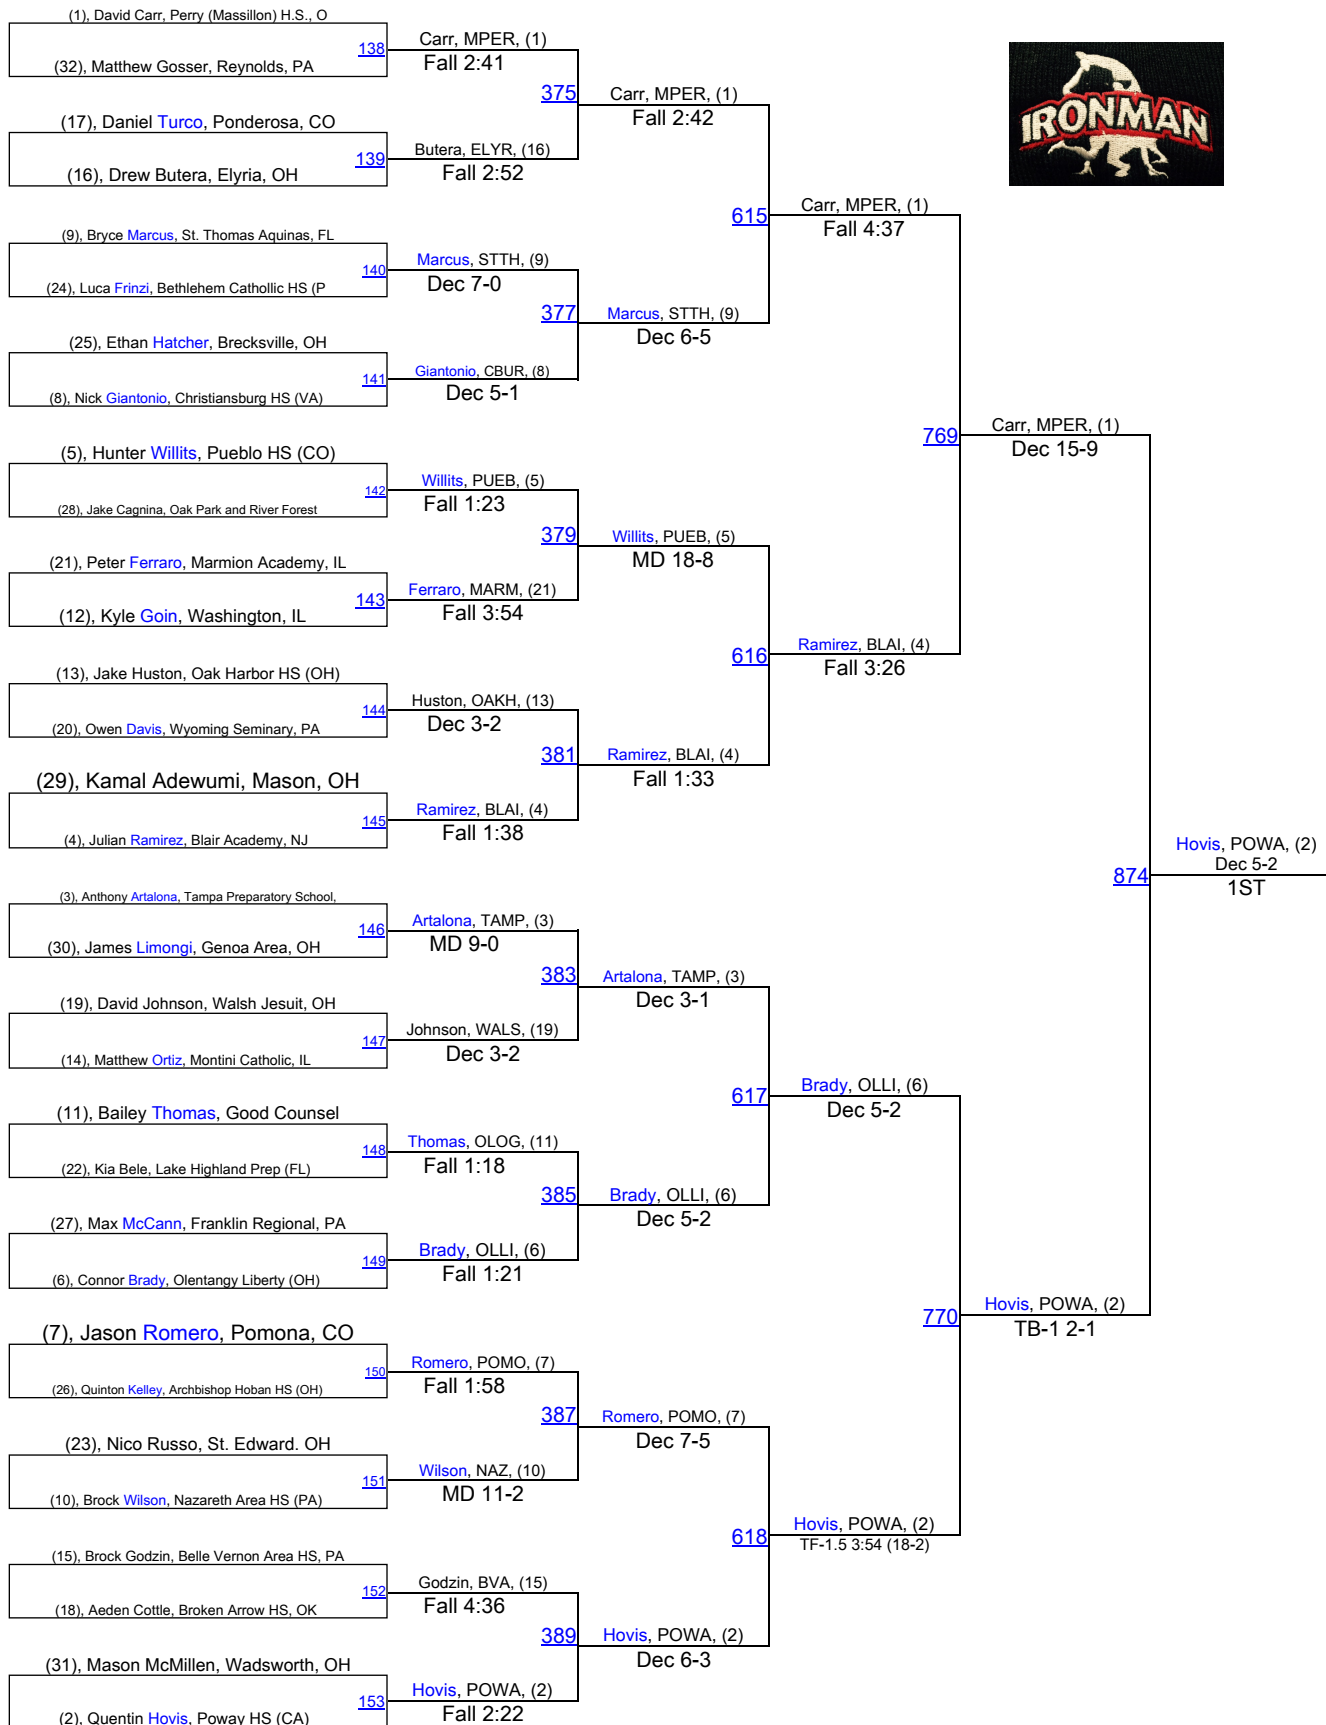 (1), David Carr, Perry (Massillon) H.S., O
138
(32), Matthew Gosser, Reynolds, PA
Carr, MPER, (1)
Fall 2:41
375
(17), Daniel Turco, Ponderosa, CO
139
(16), Drew Butera, Elyria, OH
Butera, ELYR, (16)
Fall 2:52
Carr, MPER, (1)
Fall 2:42
IRONMAN
615
(9), Bryce Marcus, St. Thomas Aquinas, FL
140
(24), Luca Frinzi, Bethlehem Cathollic HS (P
Marcus, STTH, (9)
Dec 7-0
377
(25), Ethan Hatcher, Brecksville, OH
141
(8), Nick Giantonio, Christiansburg HS (VA)
Giantonio, CBUR, (8)
Dec 5-1
Marcus, STTH, (9)
Dec 6-5
Carr, MPER, (1)
Fall 4:37
769
(5), Hunter Willits, Pueblo HS (CO)
142
(28), Jake Cagnina, Oak Park and River Forest
Willits, PUEB, (5)
Fall 1:23
379
(21), Peter Ferraro, Marmion Academy, IL
143
(12), Kyle Goin, Washington, IL
Ferraro, MARM, (21)
Fall 3:54
Willits, PUEB, (5)
MD 18-8
616
(13), Jake Huston, Oak Harbor HS (OH)
144
(20), Owen Davis, Wyoming Seminary, PA
Huston, OAKH, (13)
Dec 3-2
381
(29), Kamal Adewumi, Mason, OH
145
(4), Julian Ramirez, Blair Academy, NJ
Ramirez, BLAI, (4)
Fall 1:38
Ramirez, BLAI, (4)
Fall 1:33
Ramirez, BLAI, (4)
Fall 3:26
Carr, MPER, (1)
Dec 15-9
874
(3), Anthony Artalona, Tampa Preparatory School,
146
(30), James Limongi, Genoa Area, OH
Artalona, TAMP, (3)
MD 9-0
383
(19), David Johnson, Walsh Jesuit, OH
147
(14), Matthew Ortiz, Montini Catholic, IL
Johnson, WALS, (19)
Dec 3-2
Artalona, TAMP, (3)
Dec 3-1
617
(11), Bailey Thomas, Good Counsel
148
(22), Kia Bele, Lake Highland Prep (FL)
Thomas, OLOG, (11)
Fall 1:18
385
(27), Max McCann, Franklin Regional, PA
149
(6), Connor Brady, Olentangy Liberty (OH)
Brady, OLLI, (6)
Fall 1:21
Brady, OLLI, (6)
Dec 5-2
Brady, OLLI, (6)
Dec 5-2
770
(7), Jason Romero, Pomona, CO
150
(26), Quinton Kelley, Archbishop Hoban HS (OH)
Romero, POMO, (7)
Fall 1:58
387
(23), Nico Russo, St. Edward. OH
151
(10), Brock Wilson, Nazareth Area HS (PA)
Wilson, NAZ, (10)
MD 11-2
Romero, POMO, (7)
Dec 7-5
618
(15), Brock Godzin, Belle Vernon Area HS, PA
152
(18), Aeden Cottle, Broken Arrow HS, OK
Godzin, BVA, (15)
Fall 4:36
389
(31), Mason McMillen, Wadsworth, OH
153
(2), Quentin Hovis, Poway HS (CA)
Hovis, POWA, (2)
Fall 2:22
Hovis, POWA, (2)
Dec 6-3
Hovis, POWA, (2)
TF-1.5 3:54 (18-2)
Hovis, POWA, (2)
TB-1 2-1
Hovis, POWA, (2)
Dec 5-2
1ST